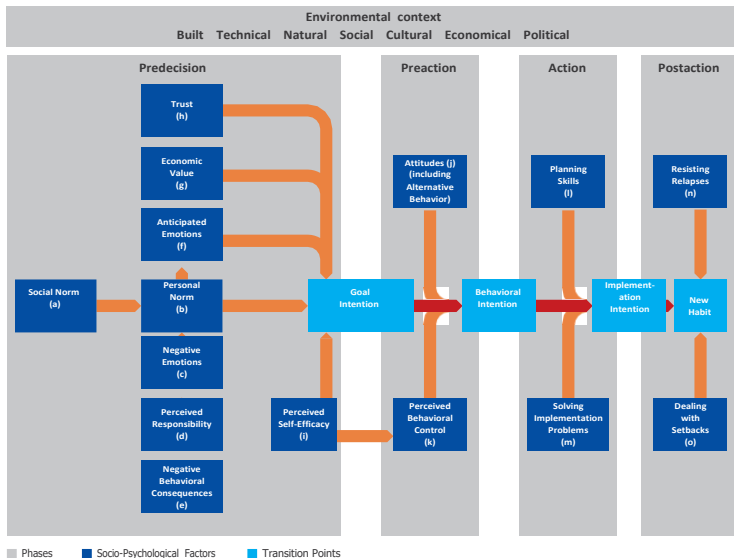 Environmental context
Built Technical Natural Social Cultural Economical Political
Predecision
Preaction
Action
Postaction
Trust
(h)
Economic
Value
(g)
Anticipated
Emotions
(f)
Social Norm
(a)
Personal
Norm
(b)
Negative
Emotions
(c)
Perceived
Responsibility
(d)
Negative
Behavioral
Consequences
(e)
Goal
Intention
Perceived
Self-Efficacy
(i)
Attitudes (j)
(including
Alternative
Behavior)
Perceived
Behavioral
Control
(k)
Behavioral
Intention
Planning
Skills
(l)
Solving
Implementation
Problems
(m)
Implement-
ation
Intention
Resisting
Relapses
(n)
New
Habit
Dealing
with
Setbacks
(o)
Phases
Socio-Psychological Factors
Transition Points